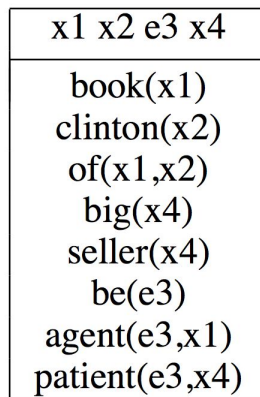 x1 x2 e3 x4
book(x1)
clinton(x2)
of(x1,x2)
big(x4)
seller(x4)
be(e3)
agent(e3,x1)
patient(e3,x4)